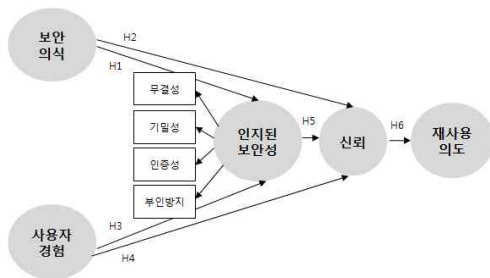 보안
의식
H2
H1
무결성
기밀성
인증성
부인방지
인지된
보안성
H5
신뢰
H6
재사용
의도
사용자
경험
H3
H4